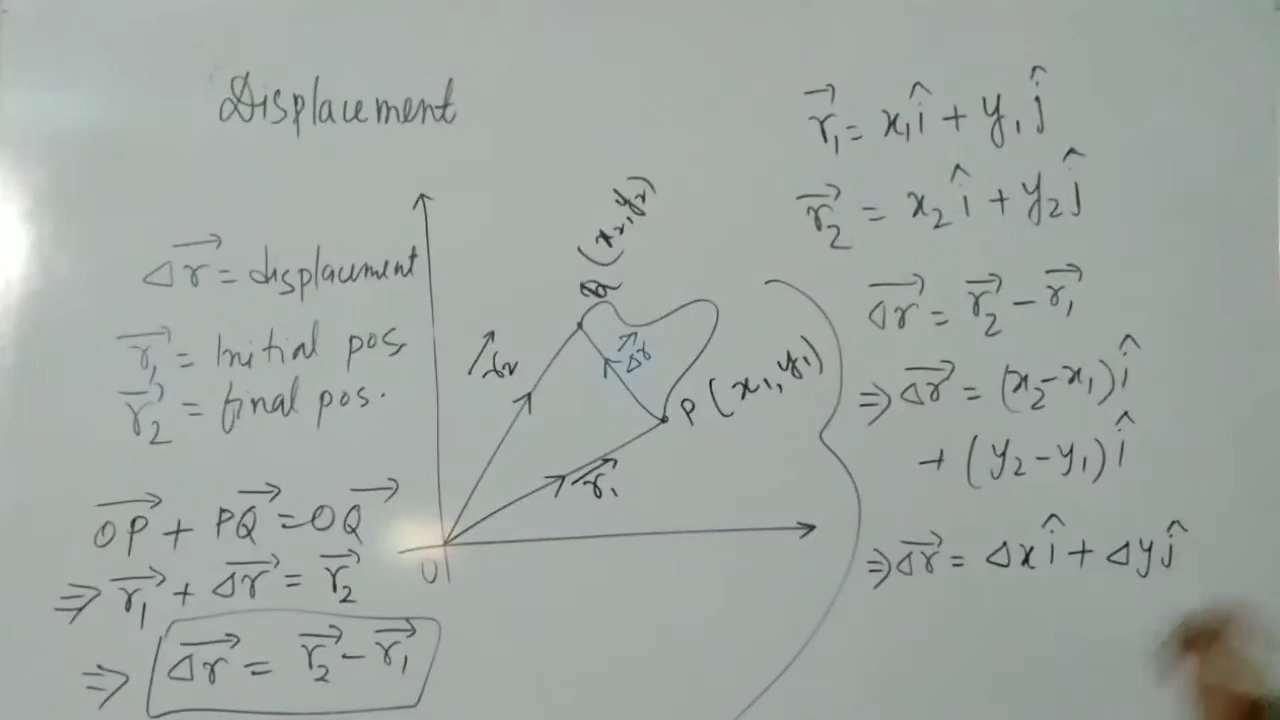 Displacement
Δr⃗ = displacement
r⃗₁ = Initial pos.
r⃗₂ = final pos.
OP⃗ + PQ⃗ = OQ⃗
⇒ r⃗₁ + Δr⃗ = r⃗₂
⇒ Δr⃗ = r⃗₂ − r⃗₁
Q (x₂, y₂)
r⃗₂
Δr⃗
P (x₁, y₁)
r⃗₁
O
r⃗₁ = x₁î + y₁ĵ
r⃗₂ = x₂î + y₂ĵ
Δr⃗ = r⃗₂ − r⃗₁
⇒ Δr⃗ = (x₂−x₁)î
+ (y₂−y₁)î
⇒ Δr⃗ = Δxî + Δyĵ